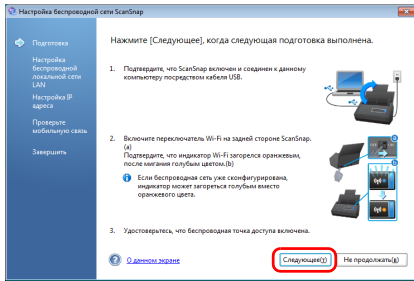 Настройка беспроводной сети ScanSnap
Подготовка
Настройка
беспроводной
локальной сети
LAN
Настройка IP
адреса
Проверьте
мобильную связь
Завершить
Нажмите [Следующее], когда следующая подготовка выполнена.
1. Подтвердите, что ScanSnap включен и соединен к данному
компьютеру посредством кабеля USB.
2. Включите переключатель Wi-Fi на задней стороне ScanSnap.
(a)
Подтвердите, что индикатор Wi-Fi загорелся оранжевым,
после мигания голубым цветом.(b)
Если беспроводная сеть уже сконфигурирована,
индикатор может загореться голубым вместо
оранжевого цвета.
a
b
3. Удостоверьтесь, что беспроводная точка доступа включена.
О данном экране
Следующее(Y)
Не продолжать(g)